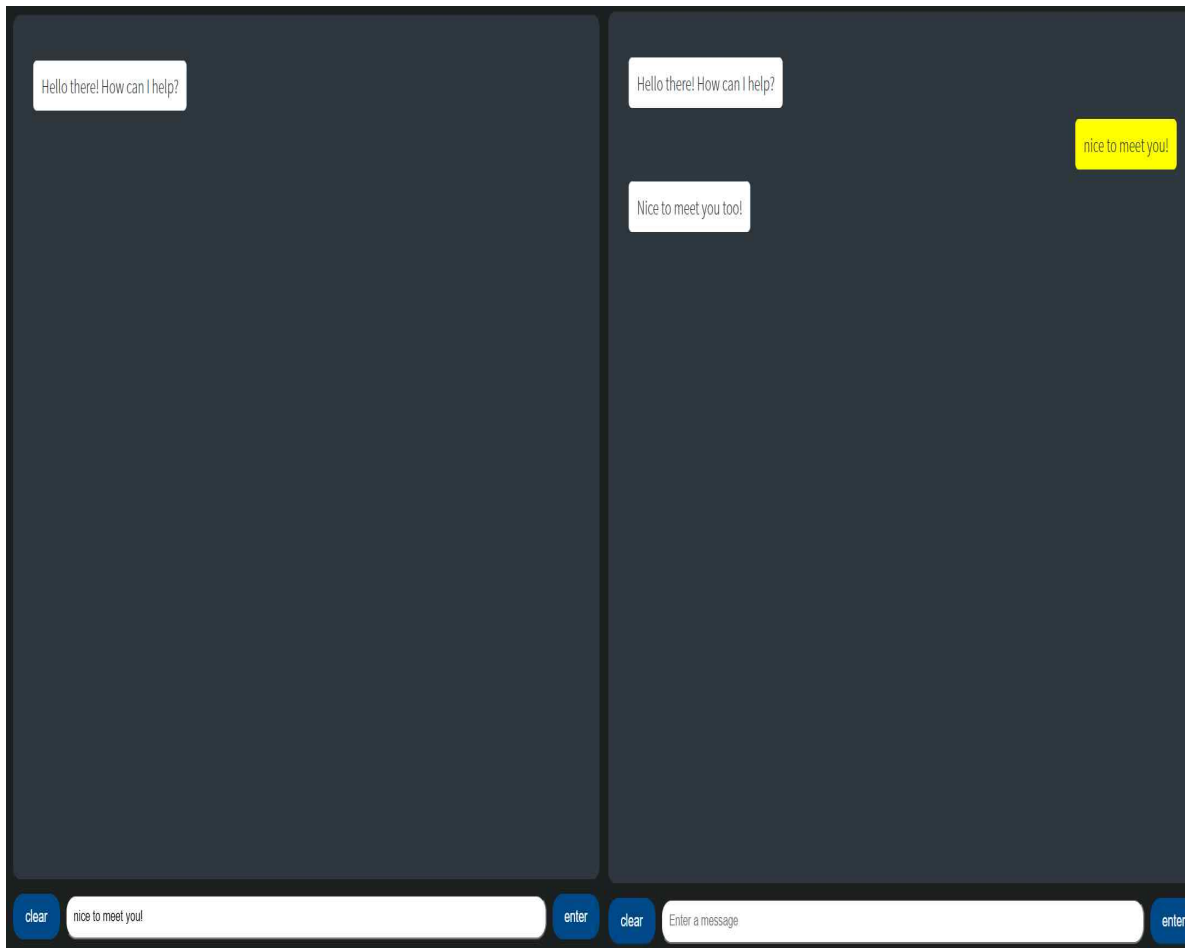 Hello there! How can I help?
clear
nice to meet you!
enter
Hello there! How can I help?
nice to meet you!
Nice to meet you too!
clear
Enter a message
enter